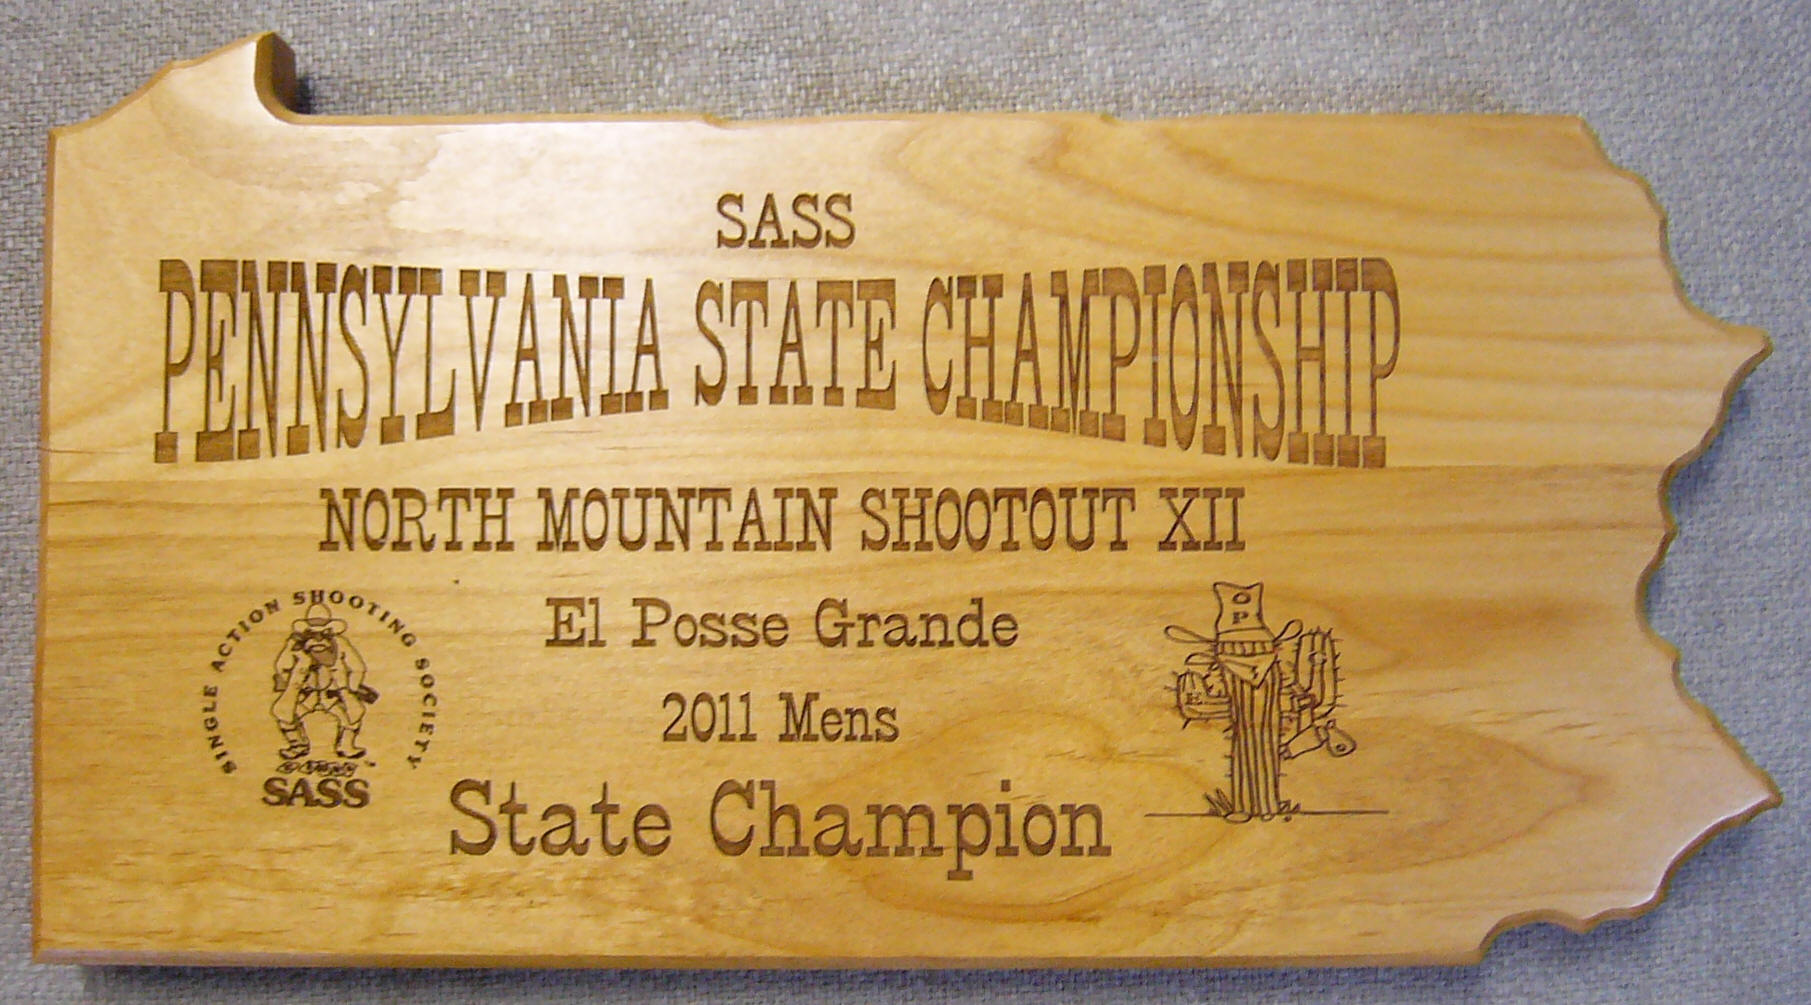 SASS
PENNSYLVANIA STATE CHAMPIONSHIP
NORTH MOUNTAIN SHOOTOUT XII
El Posse Grande
2011 Mens
State Champion
SINGLE ACTION SHOOTING SOCIETY
SASS